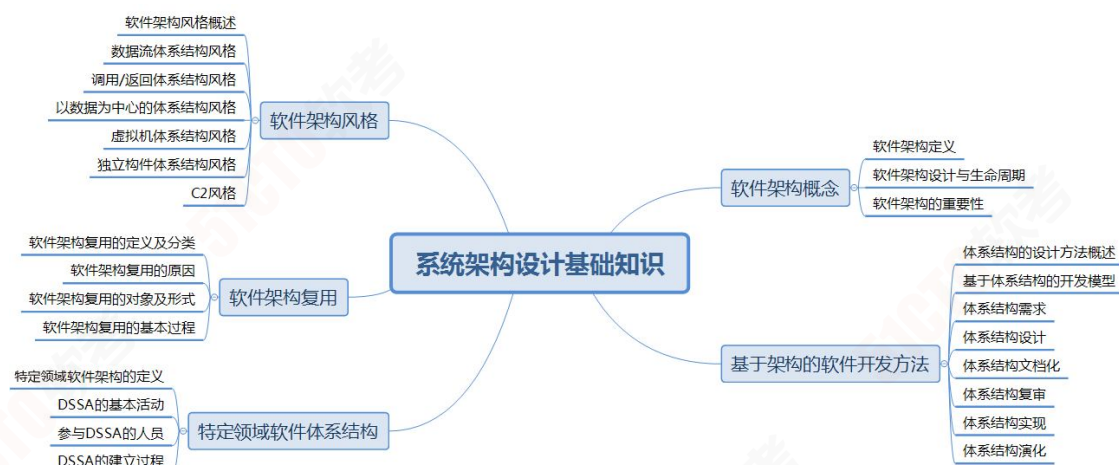 系统架构设计基础知识
软件架构概念
软件架构定义
软件架构设计与生命周期
软件架构的重要性
基于架构的软件开发方法
体系结构的设计方法概述
基于体系结构的开发模型
体系结构需求
体系结构设计
体系结构文档化
体系结构复审
体系结构实现
体系结构演化
软件架构风格
软件架构风格概述
数据流体系结构风格
调用/返回体系结构风格
以数据为中心的体系结构风格
虚拟机体系结构风格
独立构件体系结构风格
C2风格
软件架构复用
软件架构复用的定义及分类
软件架构复用的原因
软件架构复用的对象及形式
软件架构复用的基本过程
特定领域软件体系结构
特定领域软件架构的定义
DSSA的基本活动
参与DSSA的人员
DSSA的建立过程
51CTO软考